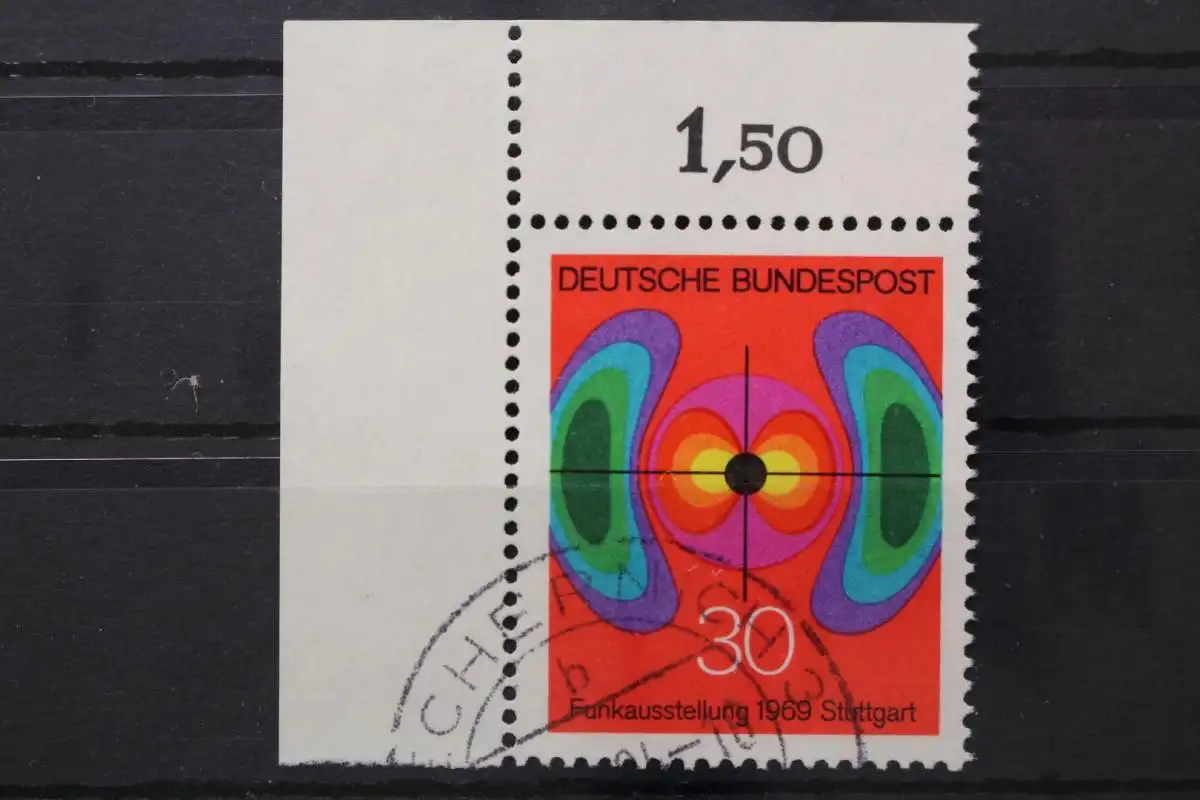 1,50
DEUTSCHE BUNDESPOST
30
Funkausstellung 1969 Stuttgart
b